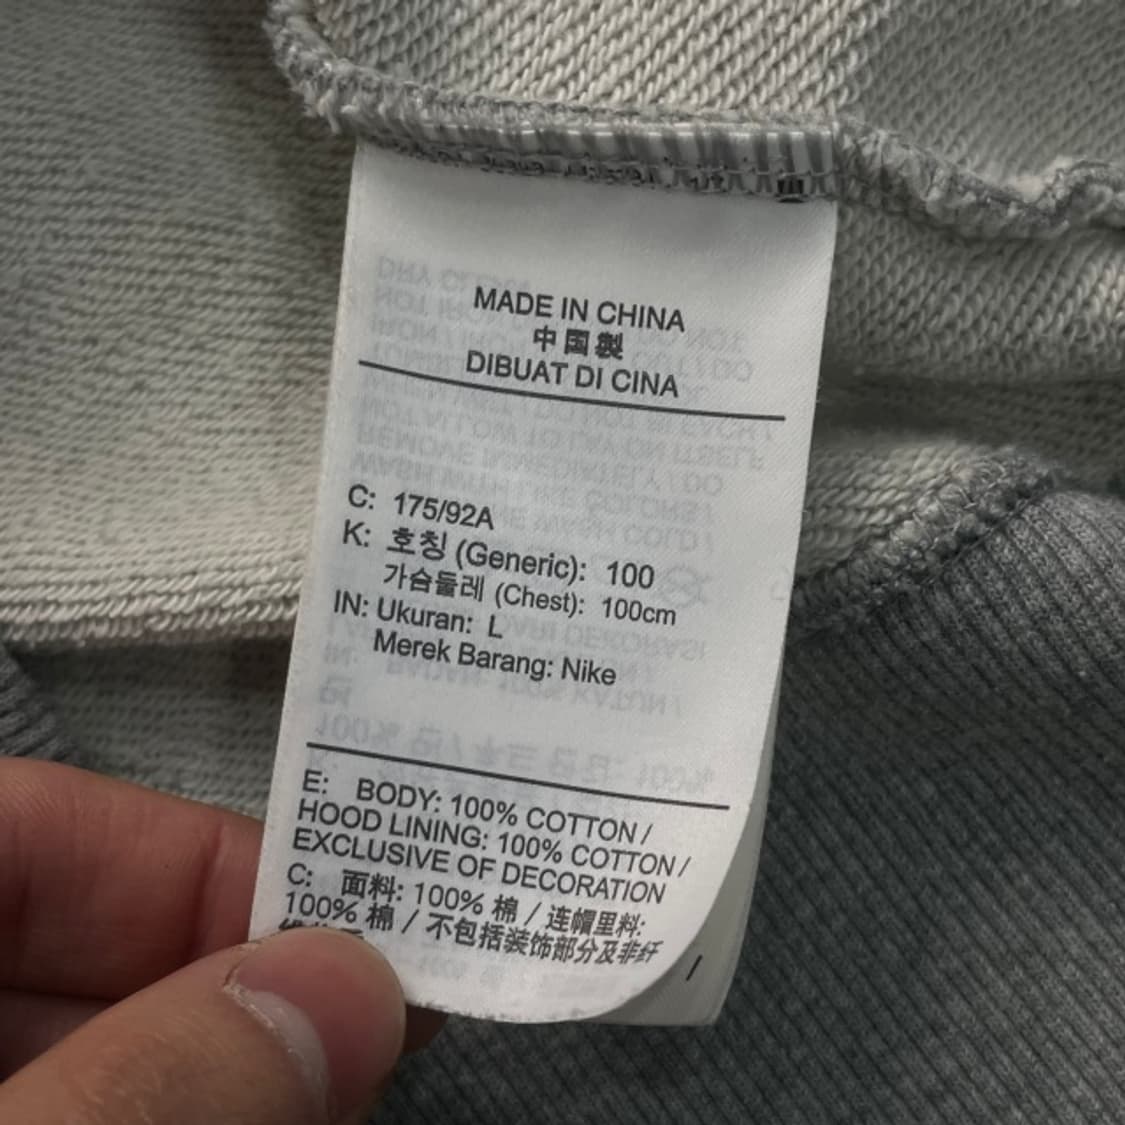 MADE IN CHINA
中国製
DIBUAT DI CINA
C: 175/92A
K: 호칭 (Generic): 100
가슴둘레 (Chest): 100cm
IN: Ukuran: L
Merek Barang: Nike
E: BODY: 100% COTTON /
HOOD LINING: 100% COTTON /
EXCLUSIVE OF DECORATION
C: 面料: 100% 棉 / 连帽里料:
100% 棉 / 不包括装饰部分及非纤